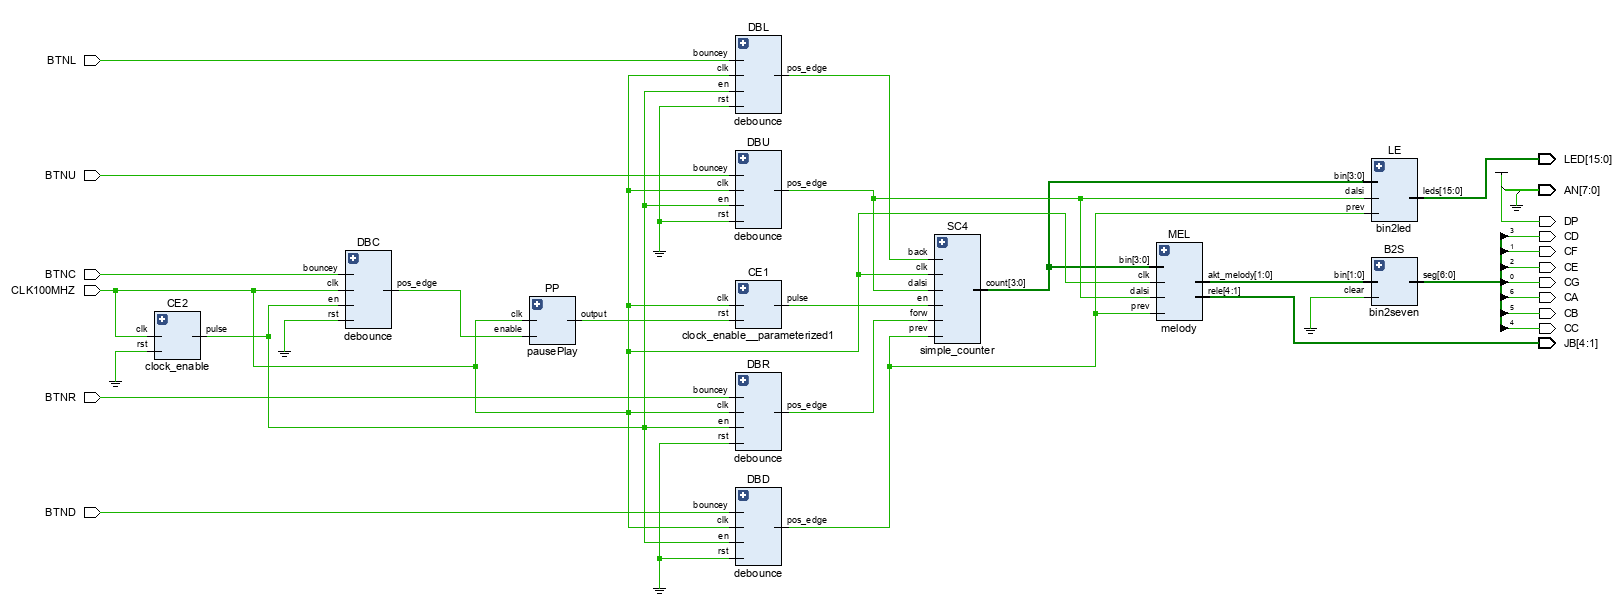 BTNL
BTNU
BTNC
CLK100MHZ
BTNR
BTND
CE2
clk
rst
pulse
clock_enable
DBC
bouncey
clk
en
rst
pos_edge
debounce
PP
clk
enable
output
pausePlay
DBL
bouncey
clk
en
rst
pos_edge
debounce
DBU
bouncey
clk
en
rst
pos_edge
debounce
CE1
clk
rst
pulse
clock_enable__parameterized1
DBR
bouncey
clk
en
rst
pos_edge
debounce
DBD
bouncey
clk
en
rst
pos_edge
debounce
SC4
back
clk
dalsi
en
forw
prev
count[3:0]
simple_counter
MEL
bin[3:0]
clk
dalsi
prev
akt_melody[1:0]
rele[4:1]
melody
LE
bin[3:0]
dalsi
prev
leds[15:0]
bin2led
B2S
bin[1:0]
clear
seg[6:0]
bin2seven
LED[15:0]
AN[7:0]
DP
3 CD
1 CF
2 CE
0 CG
6 CA
5 CB
4 CC
JB[4:1]